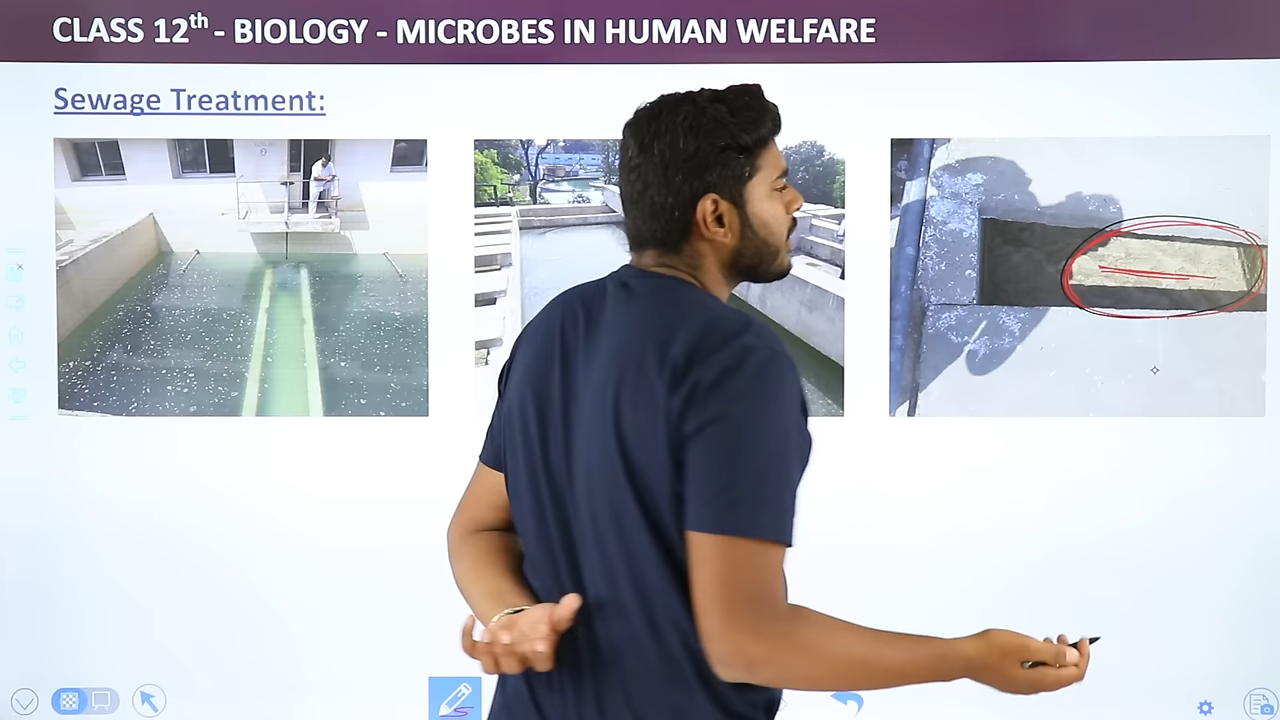 CLASS 12th - BIOLOGY - MICROBES IN HUMAN WELFARE
Sewage Treatment: